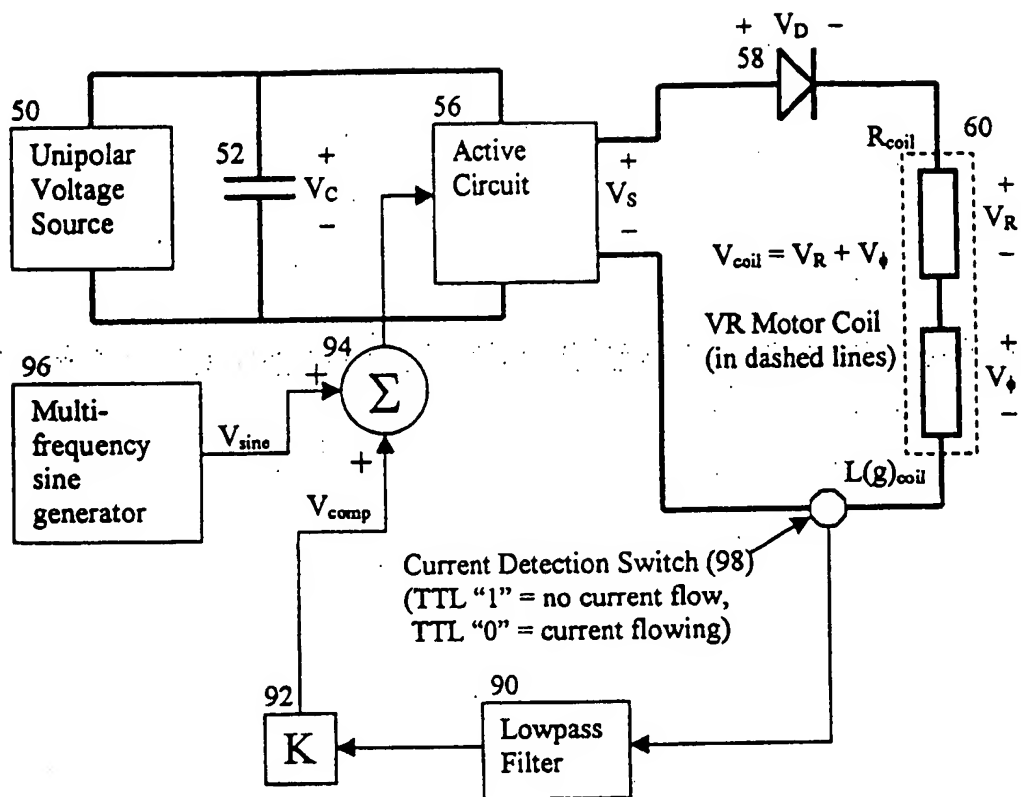 + V_D -
58
50
Unipolar
Voltage
Source
52
+
V_C
-
56
Active
Circuit
+
V_S
-
R_coil
60
+
V_R
-
V_coil = V_R + V_ϕ
VR Motor Coil
(in dashed lines)
+
V_ϕ
-
L(g)_coil
96
Multi-
frequency
sine
generator
V_sine
94
+
Σ
+
V_comp
Current Detection Switch (98)
(TTL “1” = no current flow,
TTL “0” = current flowing)
92
K
90
Lowpass
Filter